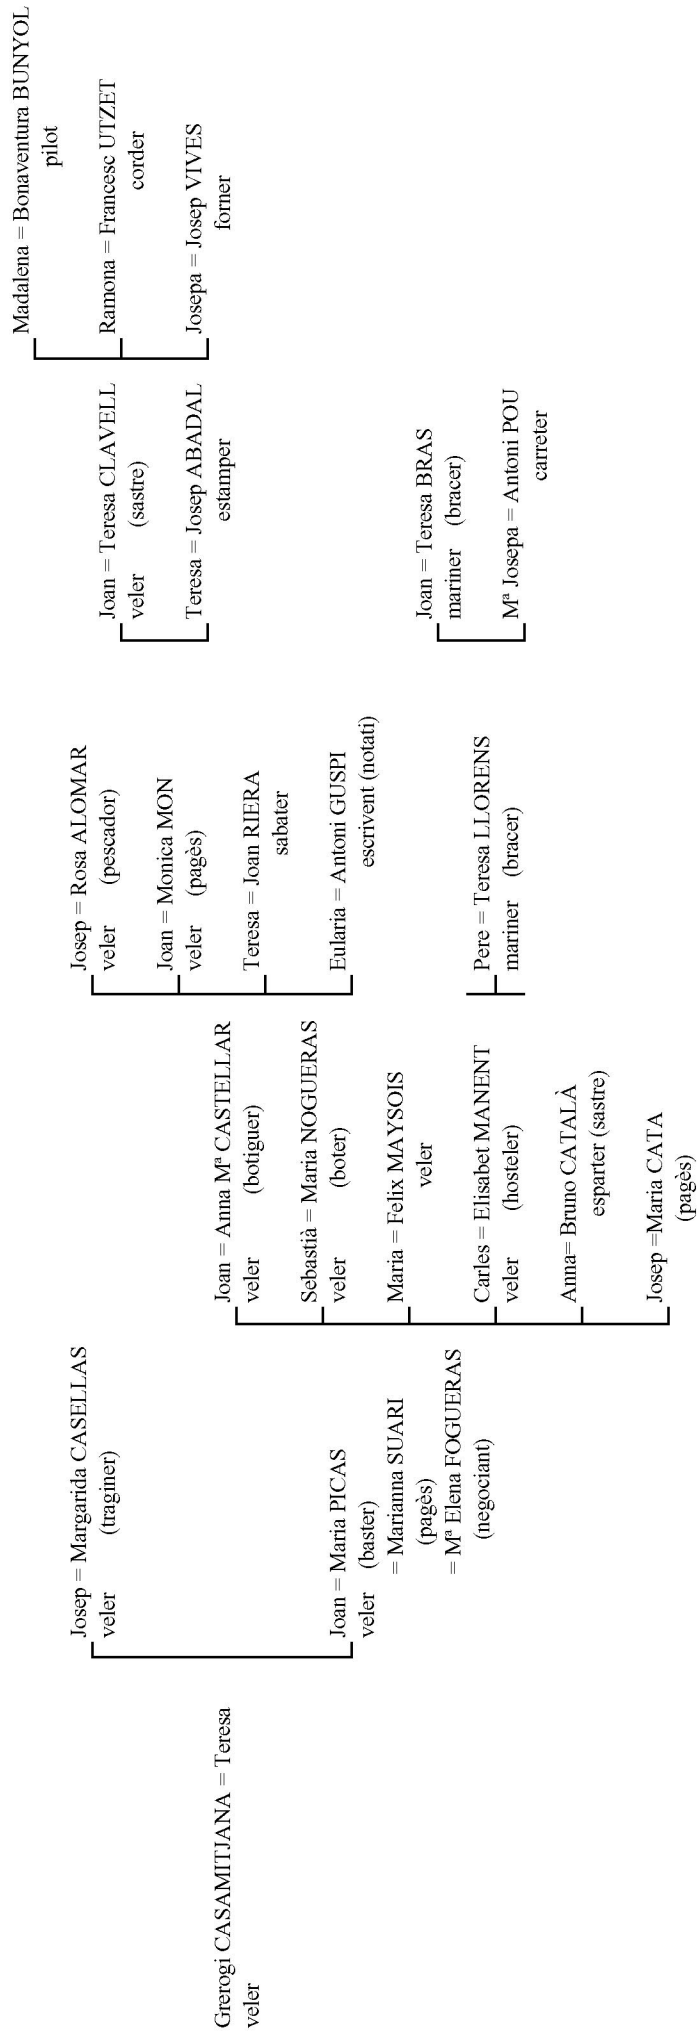 Grerogi CASAMITJANA = Teresa
veler
Josep = Margarida CASELLAS
veler (traginer)
Joan = Maria PICAS
veler (baster)
= Marianna SUARI
(pagès)
= Mª Elena FOGUERAS
(negociant)
Joan = Anna Mª CASTELLAR
veler (botiguer)
Sebastià = Maria NOGUERAS
veler (boter)
Maria = Felix MAYSOIS
veler
Carles = Elisabet MANENT
veler (hosteler)
Anna= Bruno CATALÀ
esparter (sastre)
Josep =Maria CATA
(pagès)
Josep = Rosa ALOMAR
veler (pescador)
Joan = Monica MON
veler (pagès)
Teresa = Joan RIERA
sabater
Eularia = Antoni GUSPI
escrivent (notati)
Pere = Teresa LLORENS
mariner (bracer)
Joan = Teresa CLAVELL
veler (sastre)
Teresa = Josep ABADAL
estamper
Joan = Teresa BRAS
mariner (bracer)
Mª Josepa = Antoni POU
carreter
Madalena = Bonaventura BUNYOL
pilot
Ramona = Francesc UTZET
corder
Josepa = Josep VIVES
forner